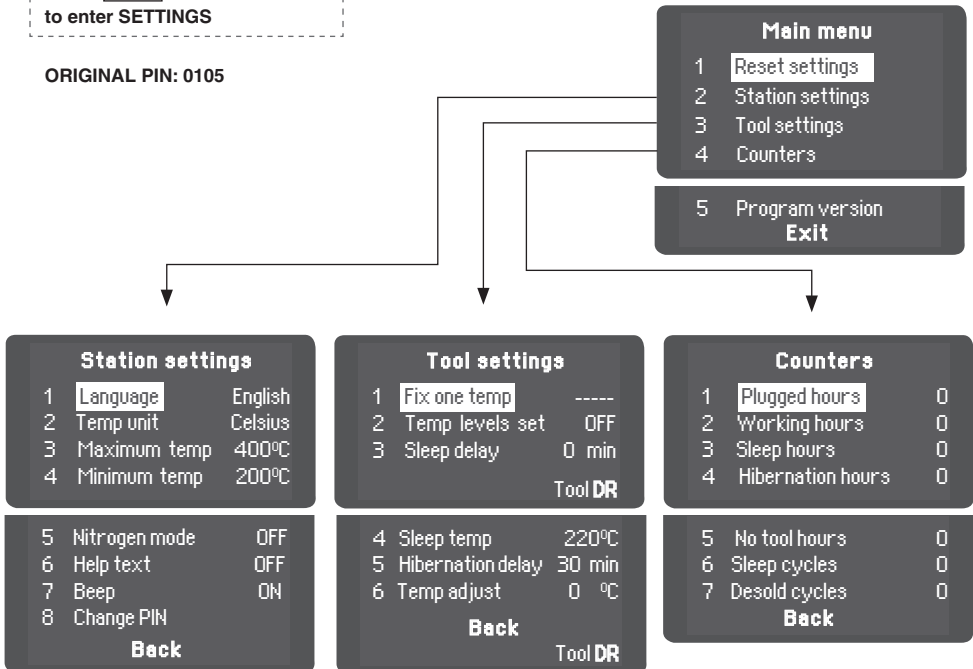 to enter SETTINGS
ORIGINAL PIN: 0105
Main menu
1 Reset settings
2 Station settings
3 Tool settings
4 Counters
5 Program version
Exit
Station settings
1 Language English
2 Temp unit Celsius
3 Maximum temp 400ºC
4 Minimum temp 200ºC
5 Nitrogen mode OFF
6 Help text OFF
7 Beep ON
8 Change PIN
Back
Tool settings
1 Fix one temp -----
2 Temp levels set OFF
3 Sleep delay 0 min
Tool DR
4 Sleep temp 220ºC
5 Hibernation delay 30 min
6 Temp adjust 0 ºC
Back
Tool DR
Counters
1 Plugged hours 0
2 Working hours 0
3 Sleep hours 0
4 Hibernation hours 0
5 No tool hours 0
6 Sleep cycles 0
7 Desold cycles 0
Back